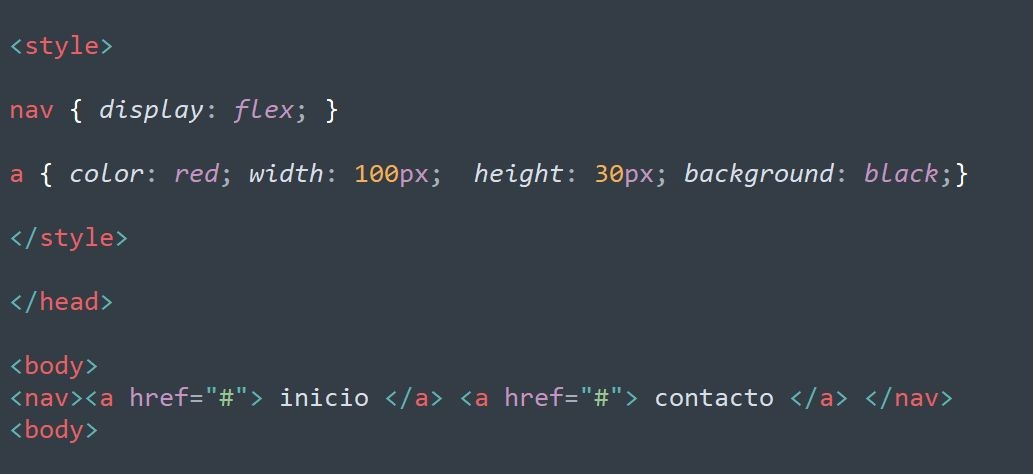 <style>
nav { display: flex; }
a { color: red; width: 100px;  height: 30px; background: black;}
</style>
</head>
<body>
<nav><a href="#"> inicio </a> <a href="#"> contacto </a> </nav>
<body>